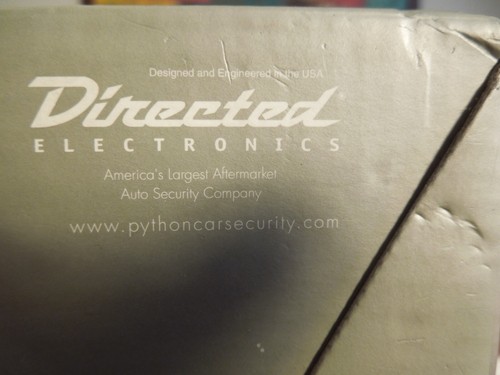 Designed and Engineered in the USA
Directed
ELECTRONICS
America's Largest Aftermarket
Auto Security Company
www.pythoncarsecurity.com